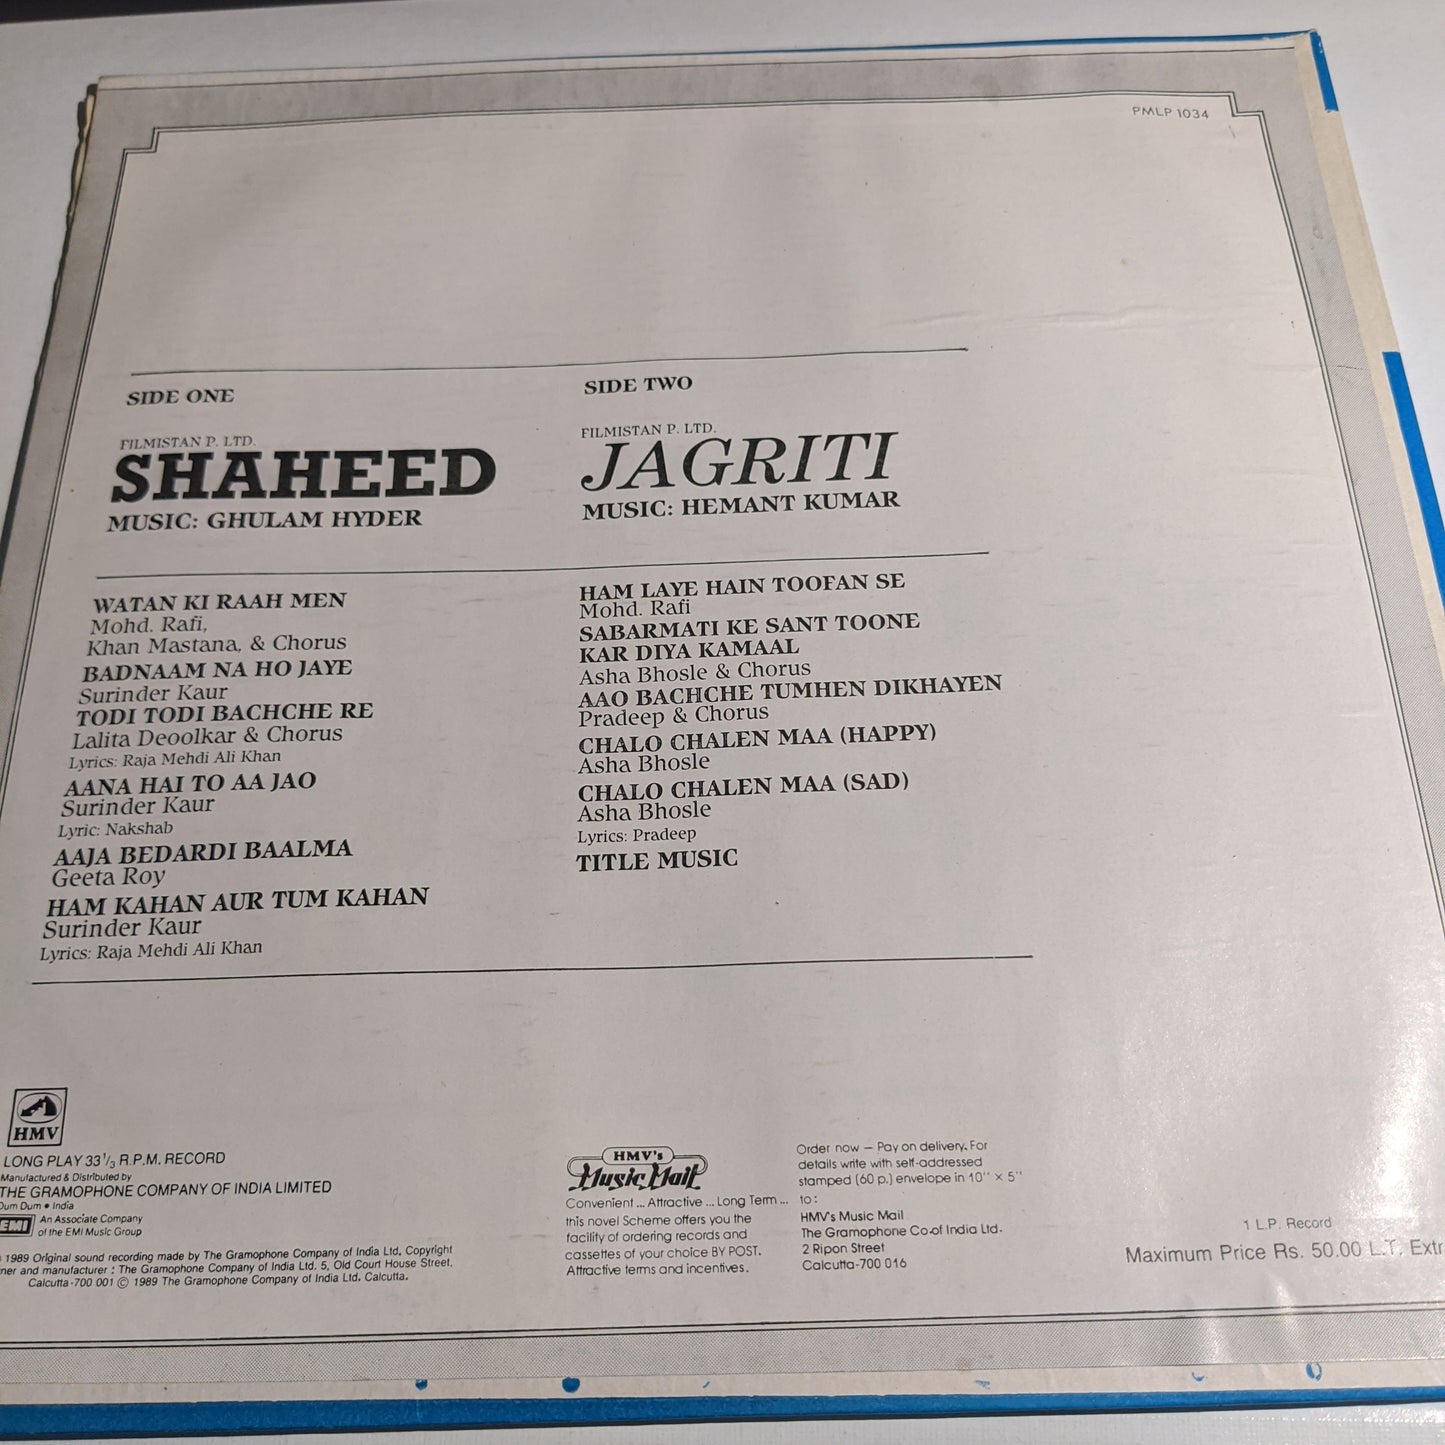 PMLP 1034
SIDE ONE
FILMISTAN P. LTD.
SHAHEED
MUSIC: GHULAM HYDER
WATAN KI RAAH MEN
Mohd. Rafi,
Khan Mastana, & Chorus
BADNAAM NA HO JAYE
Surinder Kaur
TODI TODI BACHCHE RE
Lalita Deoolkar & Chorus
Lyrics: Raja Mehdi Ali Khan
AANA HAI TO AA JAO
Surinder Kaur
Lyric: Nakshab
AAJA BEDARDI BAALMA
Geeta Roy
HAM KAHAN AUR TUM KAHAN
Surinder Kaur
Lyrics: Raja Mehdi Ali Khan
SIDE TWO
FILMISTAN P. LTD.
JAGRITI
MUSIC: HEMANT KUMAR
HAM LAYE HAIN TOOFAN SE
Mohd. Rafi
SABARMATI KE SANT TOONE
KAR DIYA KAMAAL
Asha Bhosle & Chorus
AAO BACHCHE TUMHEN DIKHAYEN
Pradeep & Chorus
CHALO CHALEN MAA (HAPPY)
Asha Bhosle
CHALO CHALEN MAA (SAD)
Asha Bhosle
Lyrics: Pradeep
TITLE MUSIC
HMV
LONG PLAY 33 1/3 R.P.M. RECORD
Manufactured & Distributed by
THE GRAMOPHONE COMPANY OF INDIA LIMITED
Dum Dum • India
EMI An Associate Company
of the EMI Music Group
1989 Original sound recording made by The Gramophone Company of India Ltd. Copyright
and manufacturer : The Gramophone Company of India Ltd. 5, Old Court House Street,
Calcutta-700 001 © 1989 The Gramophone Company of India Ltd. Calcutta.
HMV's
Music Mail
Convenient ... Attractive ... Long Term ...
this novel Scheme offers you the
facility of ordering records and
cassettes of your choice BY POST.
Attractive terms and incentives.
Order now — Pay on delivery. For
details write with self-addressed
stamped (60 p.) envelope in 10'' × 5''
to:
HMV's Music Mail
The Gramophone Co.of India Ltd.
2 Ripon Street
Calcutta-700 016
1 L.P. Record
Maximum Price Rs. 50.00 L.T. Extr